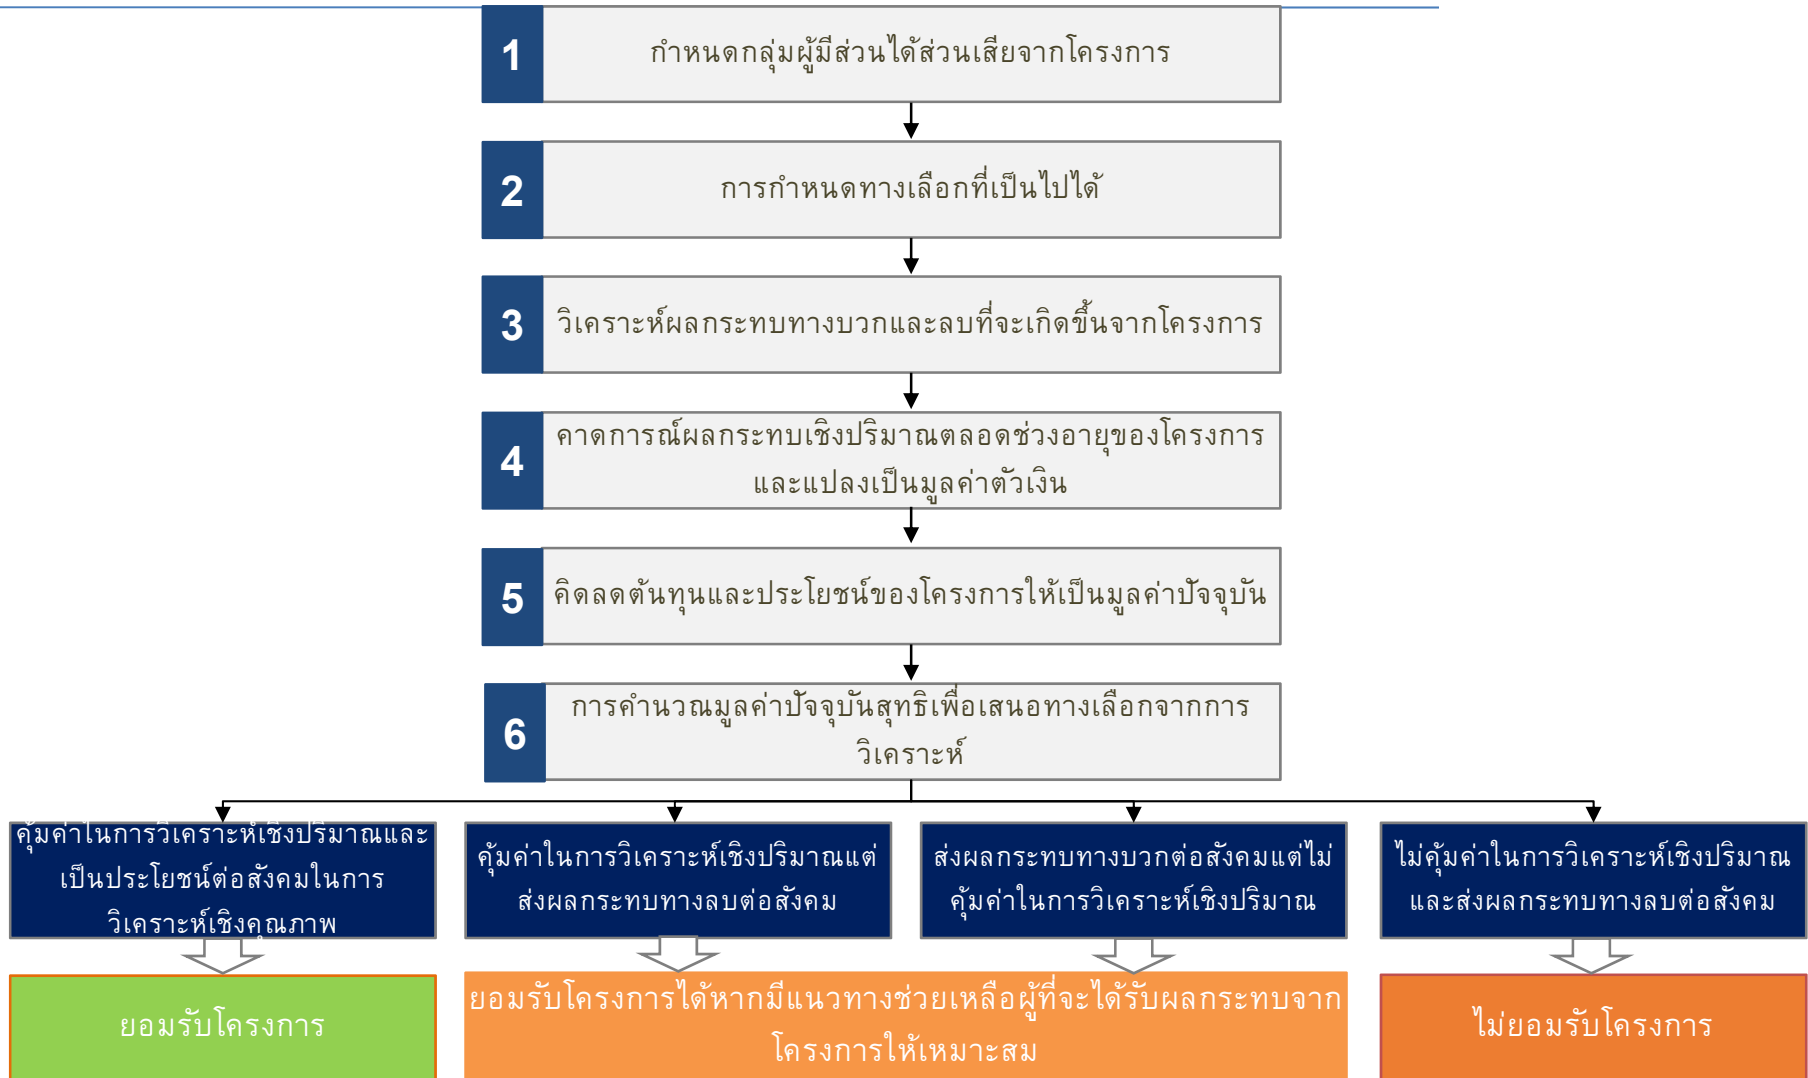 1
กำหนดกลุ่มผู้มีส่วนได้ส่วนเสียจากโครงการ
2
การกำหนดทางเลือกที่เป็นไปได้
3
วิเคราะห์ผลกระทบทางบวกและลบที่จะเกิดขึ้นจากโครงการ
4
คาดการณ์ผลกระทบเชิงปริมาณตลอดช่วงอายุของโครงการ
และแปลงเป็นมูลค่าตัวเงิน
5
คิดลดต้นทุนและประโยชน์ของโครงการให้เป็นมูลค่าปัจจุบัน
6
การคำนวณมูลค่าปัจจุบันสุทธิเพื่อเสนอทางเลือกจากการ
วิเคราะห์
คุ้มค่าในการวิเคราะห์เชิงปริมาณและ
เป็นประโยชน์ต่อสังคมในการ
วิเคราะห์เชิงคุณภาพ
คุ้มค่าในการวิเคราะห์เชิงปริมาณแต่
ส่งผลกระทบทางลบต่อสังคม
ส่งผลกระทบทางบวกต่อสังคมแต่ไม่
คุ้มค่าในการวิเคราะห์เชิงปริมาณ
ไม่คุ้มค่าในการวิเคราะห์เชิงปริมาณ
และส่งผลกระทบทางลบต่อสังคม
ยอมรับโครงการ
ยอมรับโครงการได้หากมีแนวทางช่วยเหลือผู้ที่จะได้รับผลกระทบจาก
โครงการให้เหมาะสม
ไม่ยอมรับโครงการ